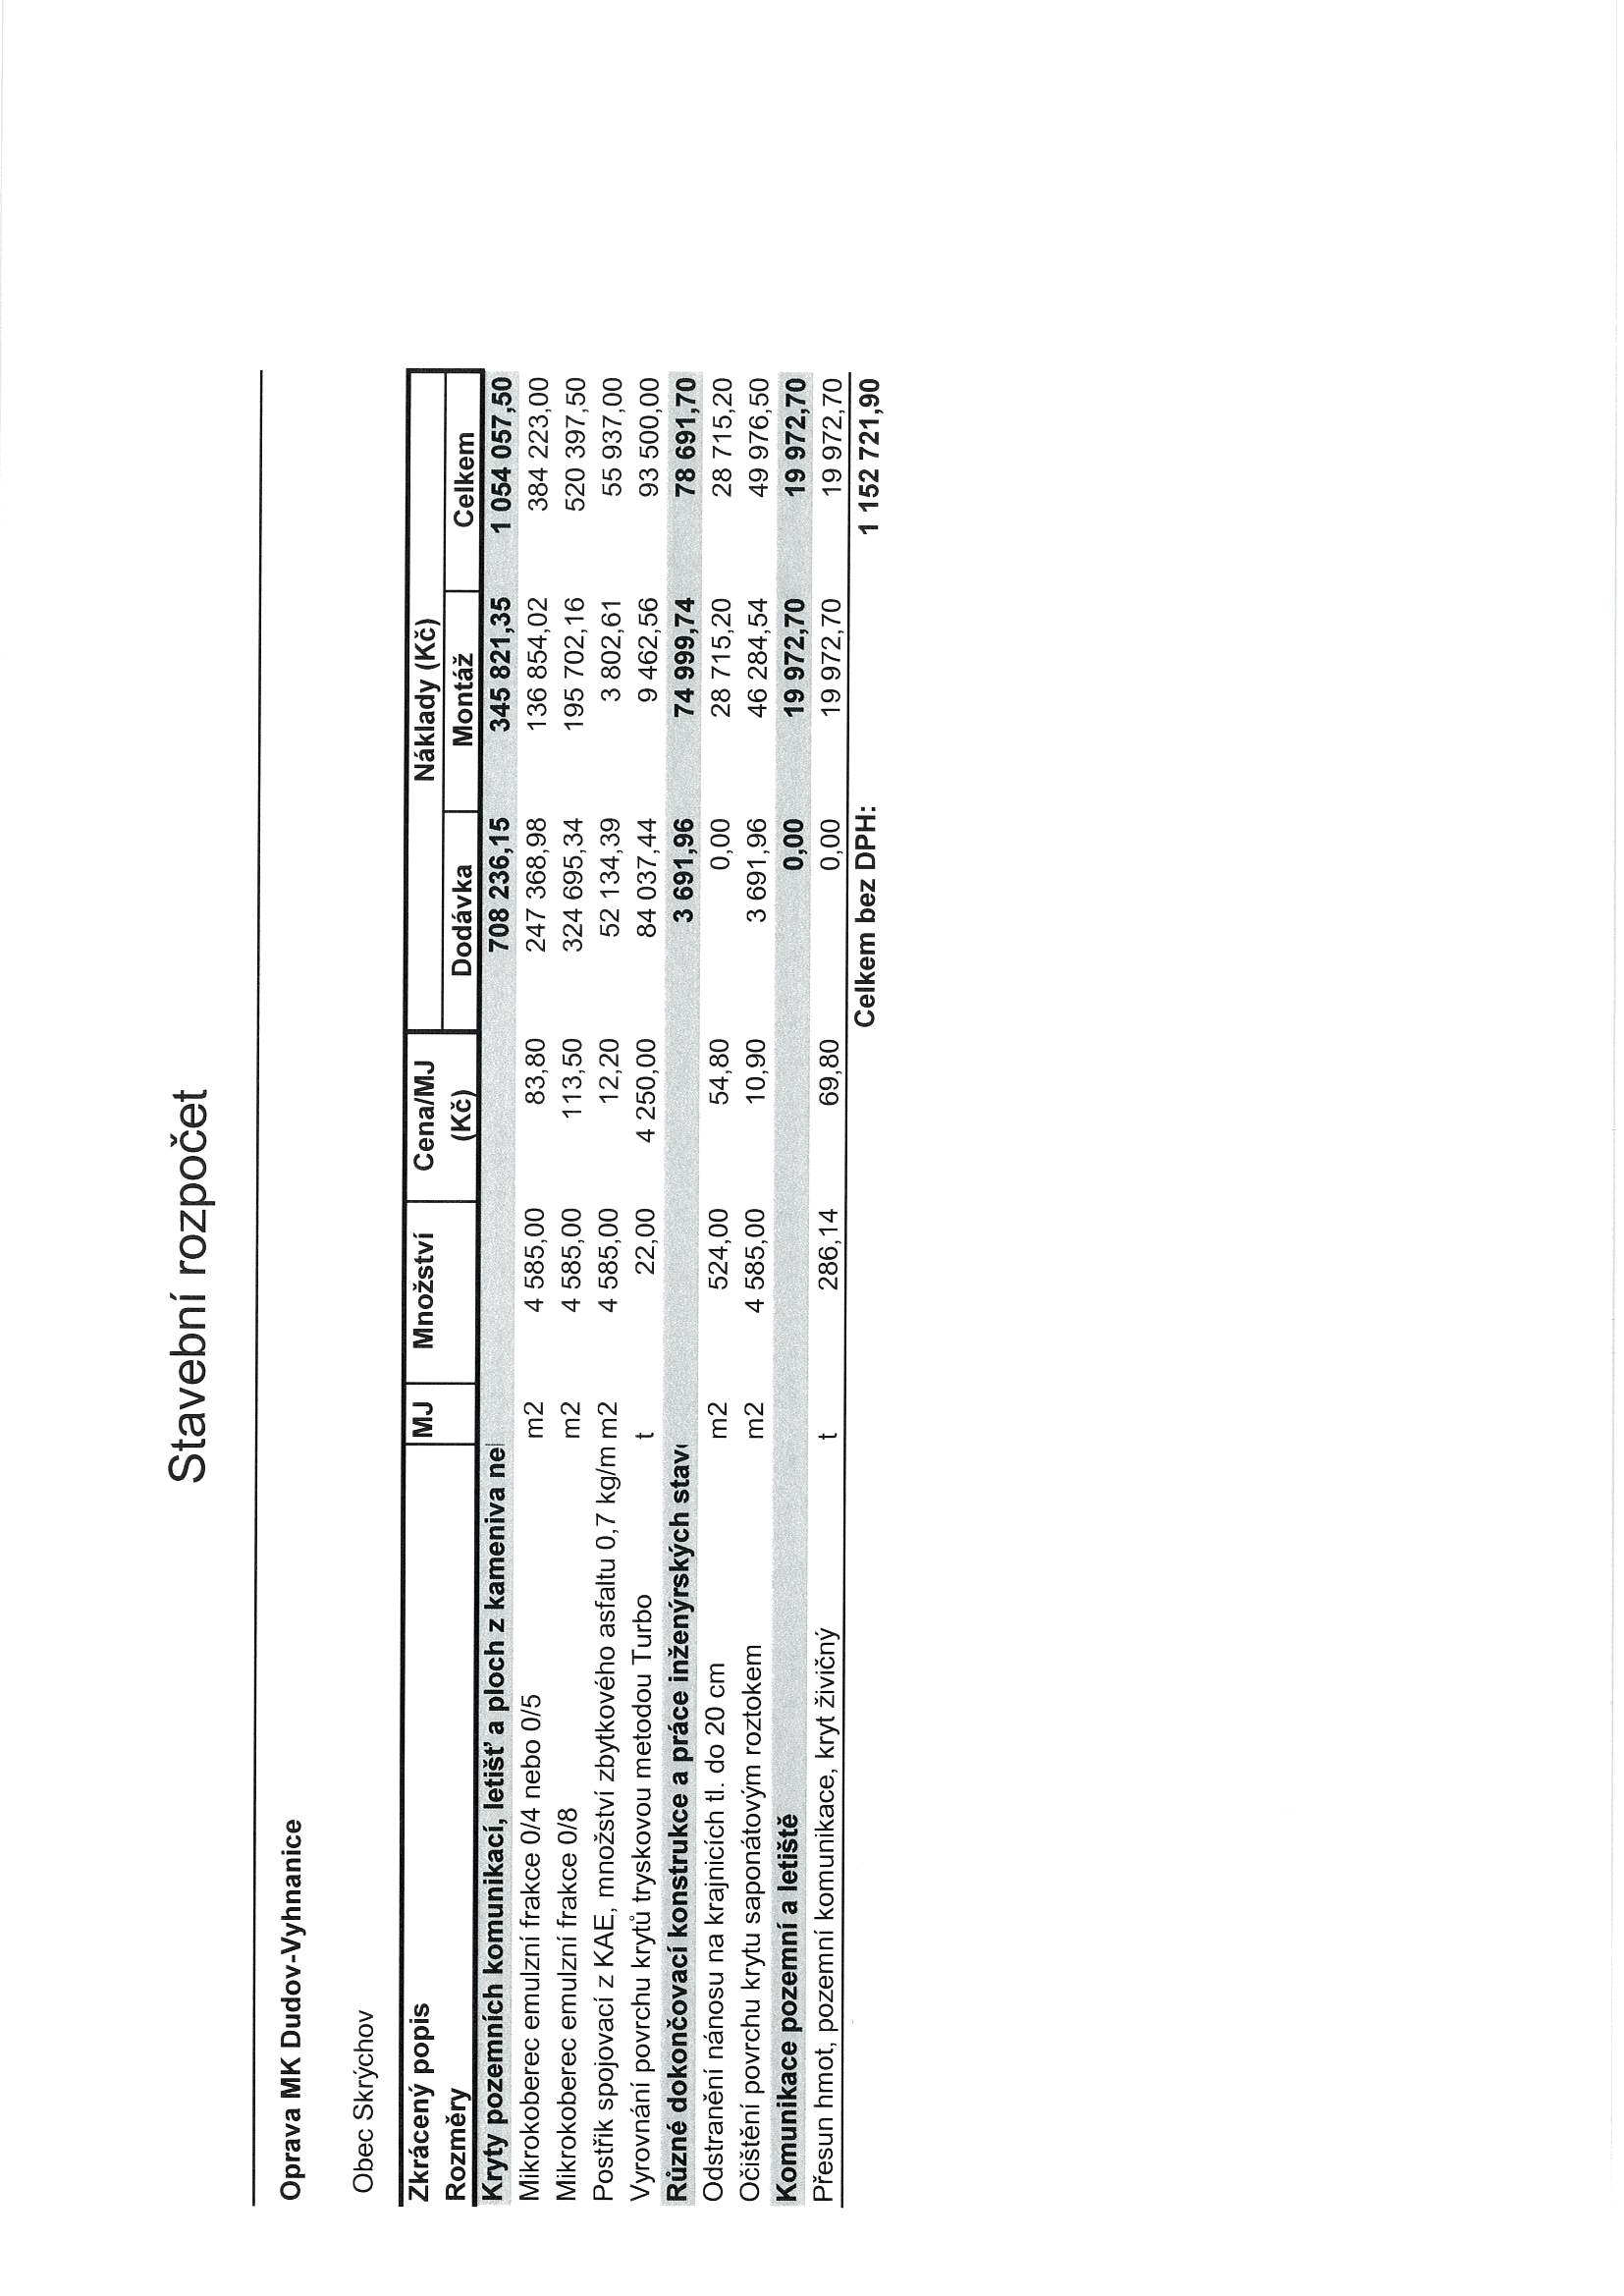 Stavební rozpočet
Oprava MK Dudov-Vyhnanice
Obec Skrýchov
Zkrácený popis MJ Množství Cena/MJ Náklady (Kč)
Rozměry (Kč) Dodávka Montáž Celkem
Kryty pozemních komunikací, letišť a ploch z kameniva ne 708 236,15 345 821,35 1 054 057,50
Mikrokoberec emulzní frakce 0/4 nebo 0/5 m2 4 585,00 83,80 247 368,98 136 854,02 384 223,00
Mikrokoberec emulzní frakce 0/8 m2 4 585,00 113,50 324 695,34 195 702,16 520 397,50
Postřik spojovací z KAE, množství zbytkového asfaltu 0,7 kg/m m2 4 585,00 12,20 52 134,39 3 802,61 55 937,00
Vyrovnání povrchu krytů tryskovou metodou Turbo t 22,00 4 250,00 84 037,44 9 462,56 93 500,00
Různé dokončovací konstrukce a práce inženýrských stav 3 691,96 74 999,74 78 691,70
Odstranění nánosu na krajnicích tl. do 20 cm m2 524,00 54,80 0,00 28 715,20 28 715,20
Očištění povrchu krytu saponátovým roztokem m2 4 585,00 10,90 3 691,96 46 284,54 49 976,50
Komunikace pozemní a letiště 0,00 19 972,70 19 972,70
Přesun hmot, pozemní komunikace, kryt živičný t 286,14 69,80 0,00 19 972,70 19 972,70
Celkem bez DPH: 1 152 721,90